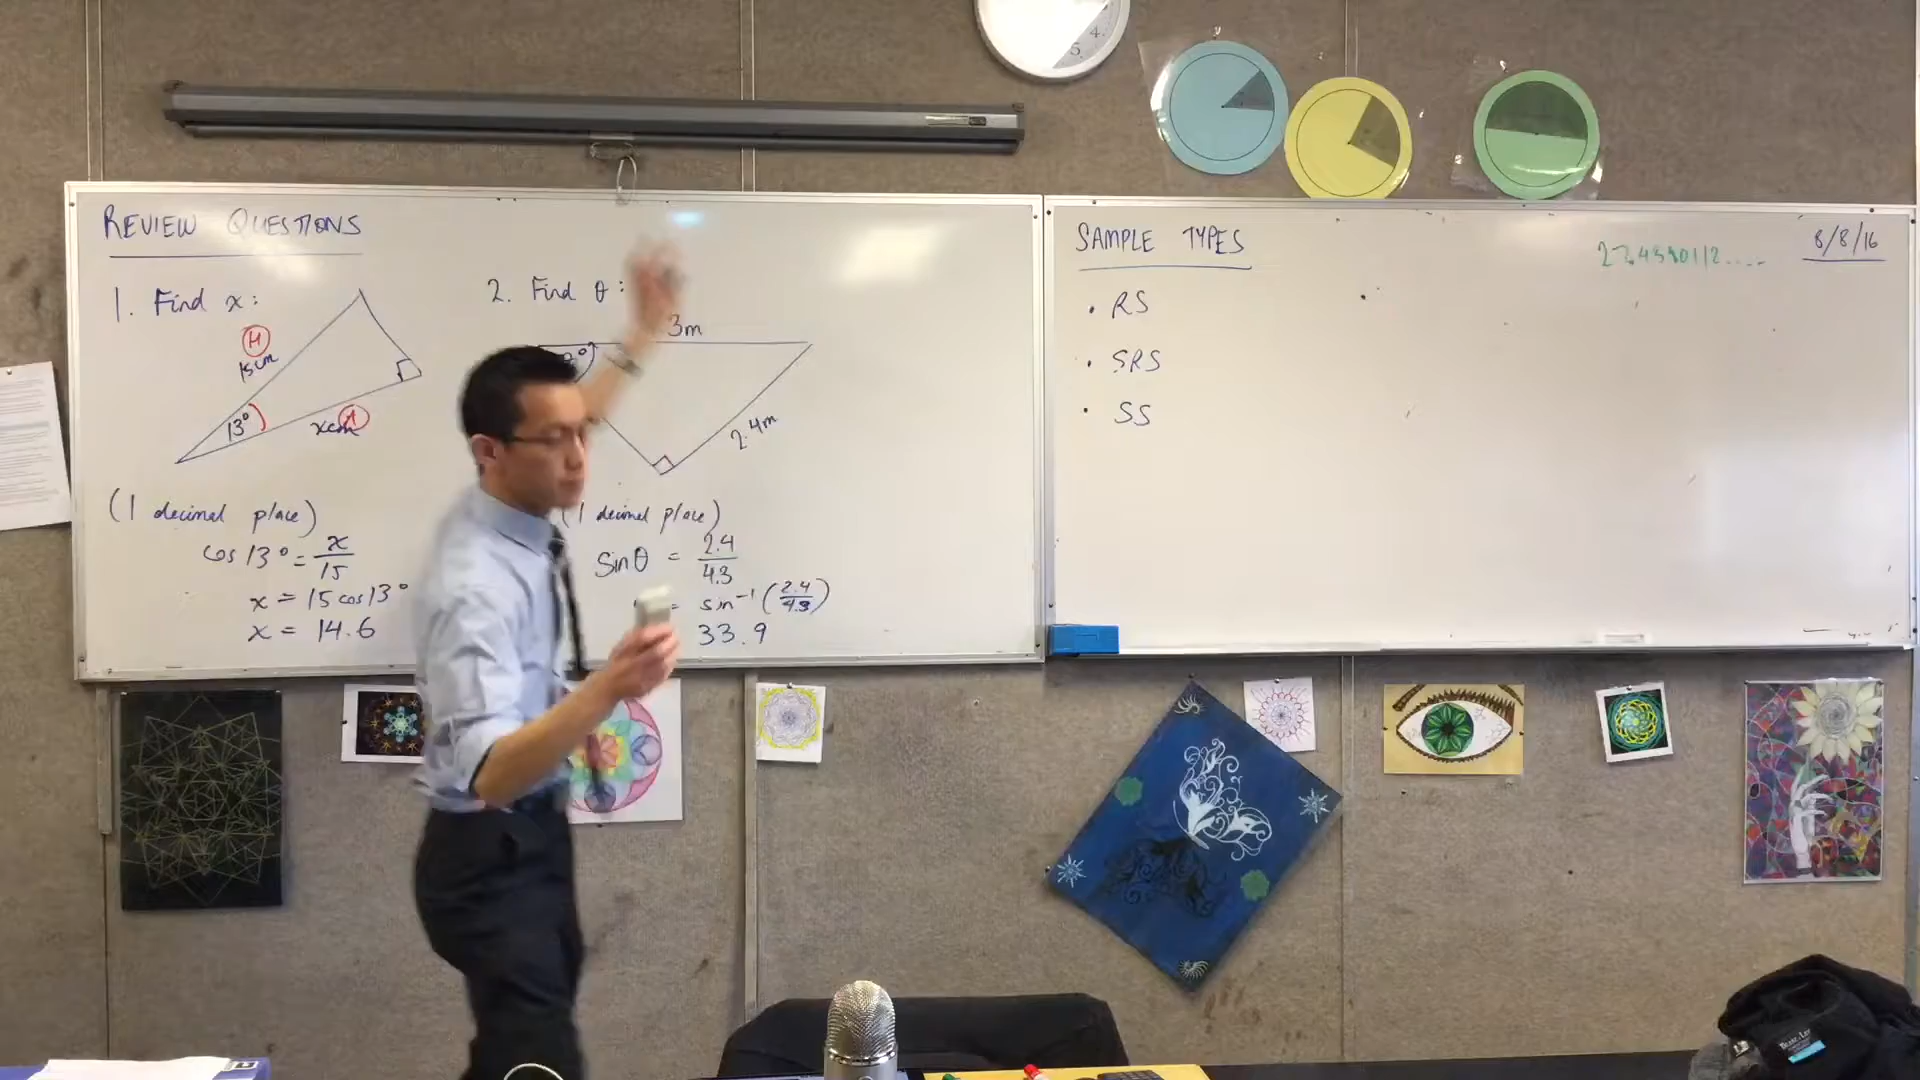 REVIEW QUESTIONS
1. Find x:
H
15cm
13°
xcm
A
(1 decimal place)
cos 13° = x/15
x = 15 cos 13°
x = 14.6
2. Find θ:
3m
2.4m
(1 decimal place)
sin θ = 2.4/4.3
= sin⁻¹ (2.4/4.3)
33.9
SAMPLE TYPES
8/8/16
• RS
• SRS
• SS